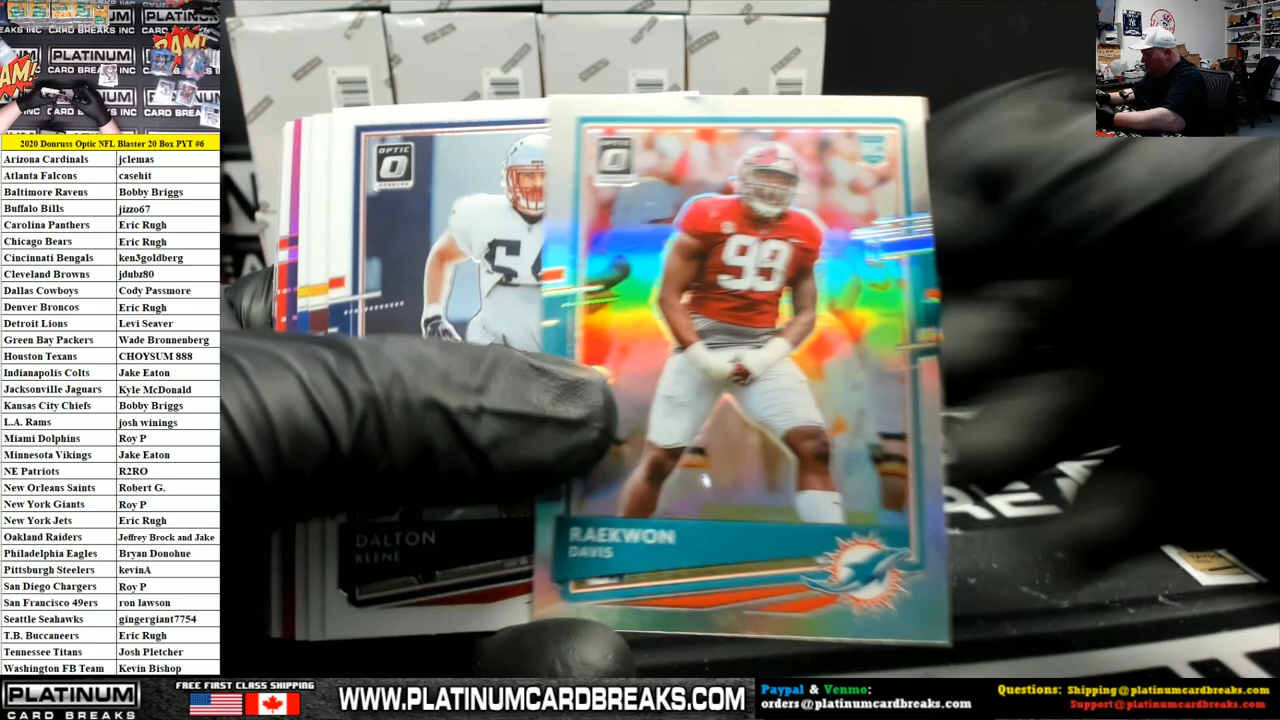 PLATINUM
CARD BREAKS INC
BAM!
2020 Donruss Optic NFL Blaster 20 Box PYT #6
Arizona Cardinals jclemas
Atlanta Falcons casehit
Baltimore Ravens Bobby Briggs
Buffalo Bills jizzo67
Carolina Panthers Eric Rugh
Chicago Bears Eric Rugh
Cincinnati Bengals ken3goldberg
Cleveland Browns jdubz80
Dallas Cowboys Cody Passmore
Denver Broncos Eric Rugh
Detroit Lions Levi Seaver
Green Bay Packers Wade Bronnenberg
Houston Texans CHOYSUM 888
Indianapolis Colts Jake Eaton
Jacksonville Jaguars Kyle McDonald
Kansas City Chiefs Bobby Briggs
L.A. Rams josh winings
Miami Dolphins Roy P
Minnesota Vikings Jake Eaton
NE Patriots R2RO
New Orleans Saints Robert G.
New York Giants Roy P
New York Jets Eric Rugh
Oakland Raiders Jeffrey Brock and Jake
Philadelphia Eagles Bryan Donohue
Pittsburgh Steelers kevinA
San Diego Chargers Roy P
San Francisco 49ers ron lawson
Seattle Seahawks gingergiant7754
T.B. Buccaneers Eric Rugh
Tennessee Titans Josh Pletcher
Washington FB Team Kevin Bishop
OPTIC
54
DALTON
KEENE
OPTIC
99
RAEKWON
DAVIS
PLATINUM
CARD BREAKS
FREE FIRST CLASS SHIPPING
WWW.PLATINUMCARDBREAKS.COM
Paypal & Venmo:
orders@platinumcardbreaks.com
Questions: Shipping@platinumcardbreaks.com
Support@platinumcardbreaks.com